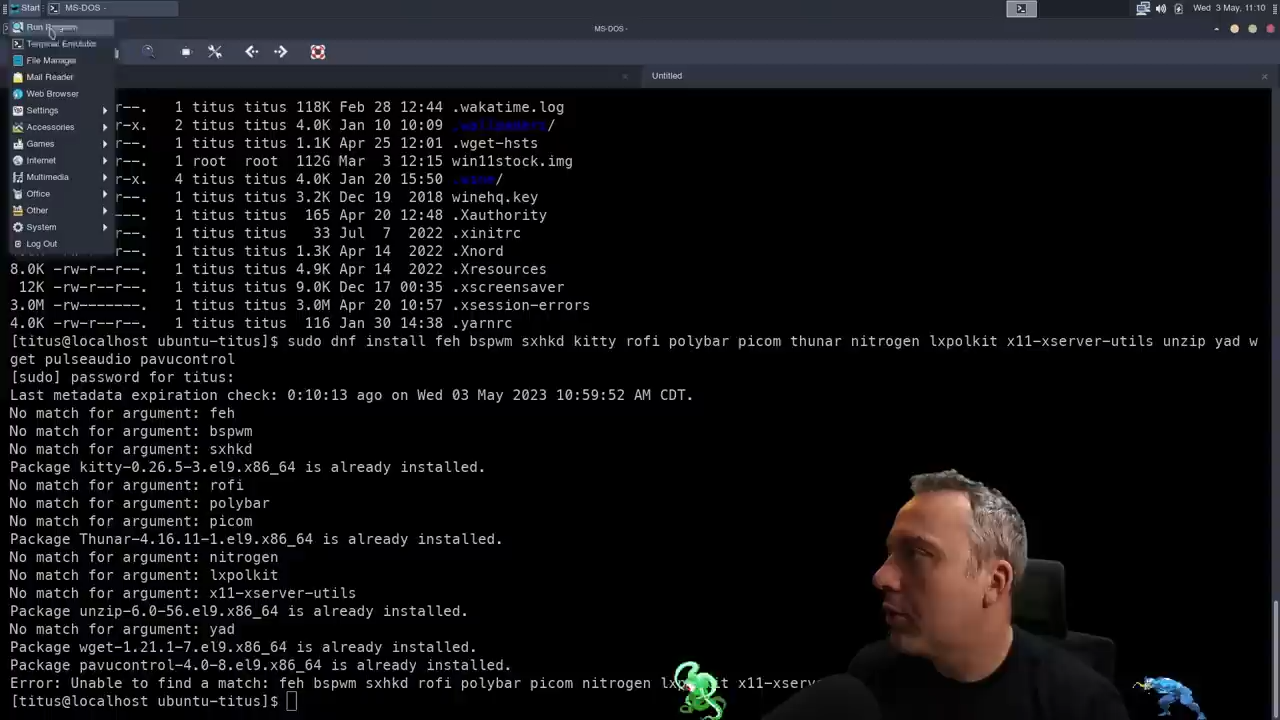 Start MS-DOS - Wed 3 May, 11:10
MS-DOS -
Run
Terminal Emulator
File Manager
Mail Reader
Web Browser
Settings
Accessories
Games
Internet
Multimedia
Office
Other
System
Log Out
Untitled
r--. 1 titus titus 118K Feb 28 12:44 .wakatime.log
r-x. 2 titus titus 4.0K Jan 10 10:09 .wallpapers/
r--. 1 titus titus 1.1K Apr 25 12:01 .wget-hsts
r--. 1 root root 112G Mar 3 12:15 win11stock.img
r-x. 4 titus titus 4.0K Jan 20 15:50 .wine/
r--. 1 titus titus 3.2K Dec 19 2018 winehq.key
--. 1 titus titus 165 Apr 20 12:48 .Xauthority
r--. 1 titus titus 33 Jul 7 2022 .xinitrc
r--. 1 titus titus 1.3K Apr 14 2022 .Xnord
8.0K -rw-r--r--. 1 titus titus 4.9K Apr 14 2022 .Xresources
12K -rw-r--r--. 1 titus titus 9.0K Dec 17 00:35 .xscreensaver
3.0M -rw-------. 1 titus titus 3.0M Apr 20 10:57 .xsession-errors
4.0K -rw-r--r--. 1 titus titus 116 Jan 30 14:38 .yarnrc
[titus@localhost ubuntu-titus]$ sudo dnf install feh bspwm sxhkd kitty rofi polybar picom thunar nitrogen lxpolkit x11-xserver-utils unzip yad w
get pulseaudio pavucontrol
[sudo] password for titus:
Last metadata expiration check: 0:10:13 ago on Wed 03 May 2023 10:59:52 AM CDT.
No match for argument: feh
No match for argument: bspwm
No match for argument: sxhkd
Package kitty-0.26.5-3.el9.x86_64 is already installed.
No match for argument: rofi
No match for argument: polybar
No match for argument: picom
Package Thunar-4.16.11-1.el9.x86_64 is already installed.
No match for argument: nitrogen
No match for argument: lxpolkit
No match for argument: x11-xserver-utils
Package unzip-6.0-56.el9.x86_64 is already installed.
No match for argument: yad
Package wget-1.21.1-7.el9.x86_64 is already installed.
Package pavucontrol-4.0-8.el9.x86_64 is already installed.
Error: Unable to find a match: feh bspwm sxhkd rofi polybar picom nitrogen
[titus@localhost ubuntu-titus]$